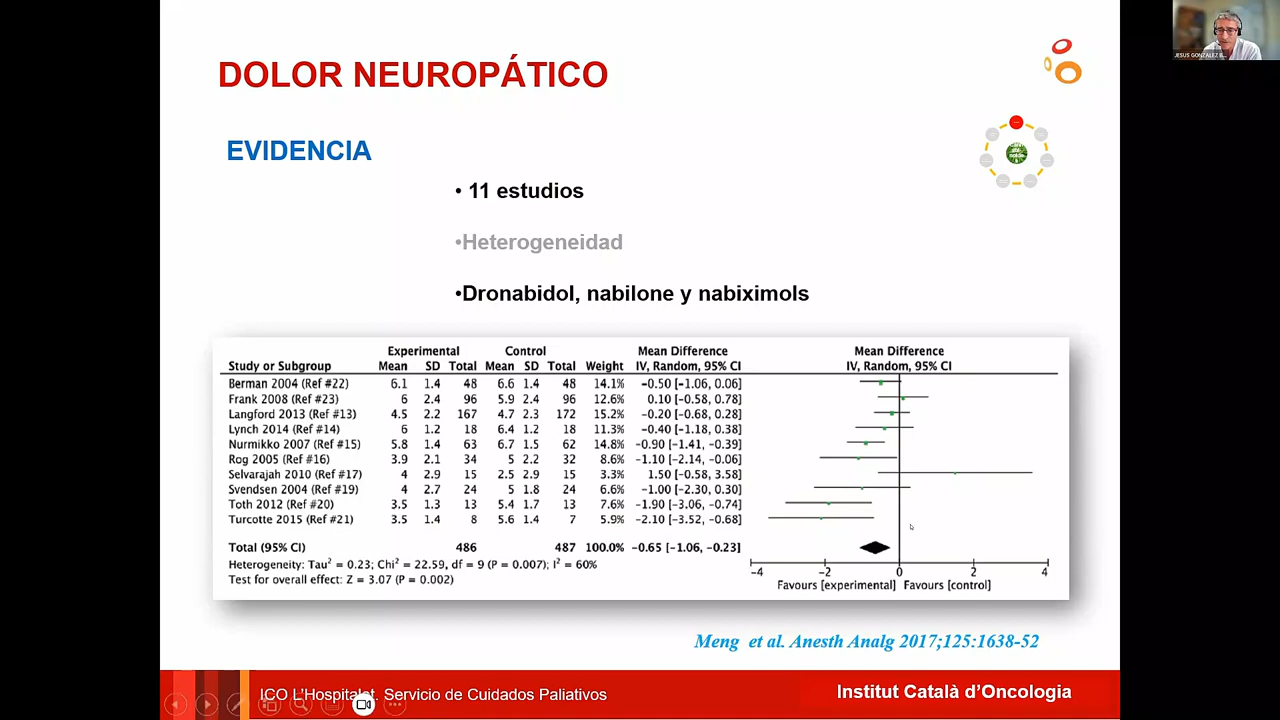 JESUS GONZALEZ B...
DOLOR NEUROPÁTICO
EVIDENCIA
• 11 estudios
•Heterogeneidad
•Dronabidol, nabilone y nabiximols
Experimental Control Mean Difference Mean Difference
Study or Subgroup Mean SD Total Mean SD Total Weight IV, Random, 95% CI IV, Random, 95% CI
Berman 2004 (Ref #22) 6.1 1.4 48 6.6 1.4 48 14.1% −0.50 [−1.06, 0.06]
Frank 2008 (Ref #23) 6 2.4 96 5.9 2.4 96 12.6% 0.10 [−0.58, 0.78]
Langford 2013 (Ref #13) 4.5 2.2 167 4.7 2.3 172 15.2% −0.20 [−0.68, 0.28]
Lynch 2014 (Ref #14) 6 1.2 18 6.4 1.2 18 11.3% −0.40 [−1.18, 0.38]
Nurmikko 2007 (Ref #15) 5.8 1.4 63 6.7 1.5 62 14.8% −0.90 [−1.41, −0.39]
Rog 2005 (Ref #16) 3.9 2.1 34 5 2.2 32 8.6% −1.10 [−2.14, −0.06]
Selvarajah 2010 (Ref #17) 4 2.9 15 2.5 2.9 15 3.3% 1.50 [−0.58, 3.58]
Svendsen 2004 (Ref #19) 4 2.7 24 5 1.8 24 6.6% −1.00 [−2.30, 0.30]
Toth 2012 (Ref #20) 3.5 1.3 13 5.4 1.7 13 7.6% −1.90 [−3.06, −0.74]
Turcotte 2015 (Ref #21) 3.5 1.4 8 5.6 1.4 7 5.9% −2.10 [−3.52, −0.68]
Total (95% CI) 486 487 100.0% −0.65 [−1.06, −0.23]
Heterogeneity: Tau² = 0.23; Chi² = 22.59, df = 9 (P = 0.007); I² = 60%
Test for overall effect: Z = 3.07 (P = 0.002)
−4 −2 0 2 4
Favours [experimental] Favours [control]
Meng et al. Anesth Analg 2017;125:1638-52
ICO L'Hospitalet. Servicio de Cuidados Paliativos
Institut Català d'Oncologia